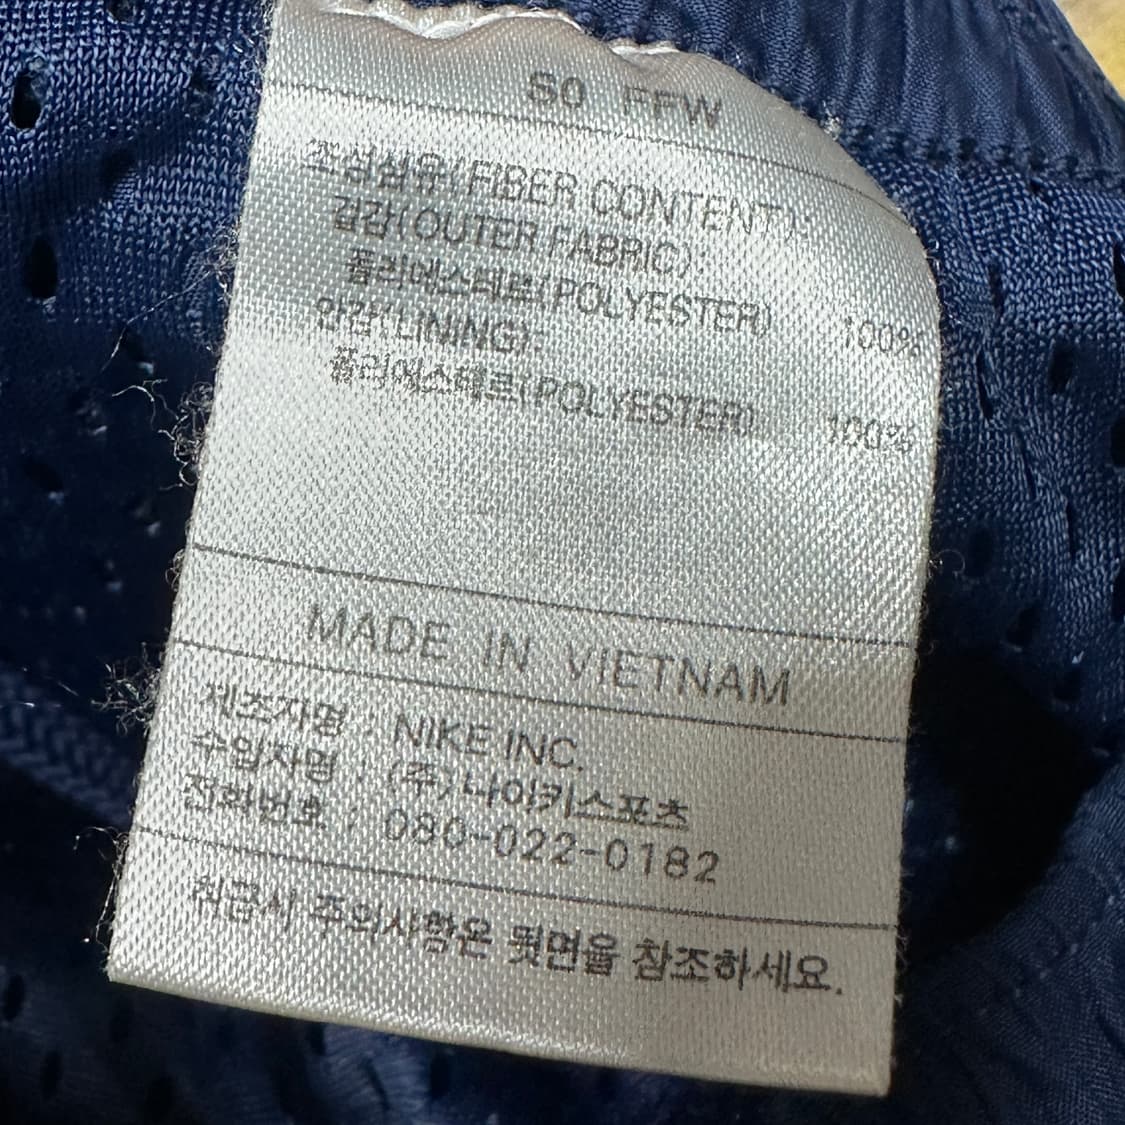 S0 FFW
조성섬유(FIBER CONTENT):
겉감(OUTER FABRIC):
폴리에스테르(POLYESTER) 100%
안감(LINING):
폴리에스테르(POLYESTER) 100%
MADE IN VIETNAM
제조자명 : NIKE INC.
수입자명 : (주)나이키스포츠
전화번호 : 080-022-0182
취급시 주의사항은 뒷면을 참조하세요.